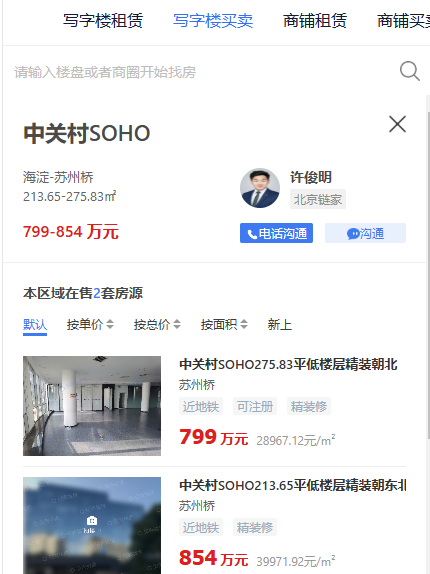 写字楼租赁 写字楼买卖 商铺租赁 商铺买卖
请输入楼盘或者商圈开始找房
中关村SOHO
海淀-苏州桥
213.65-275.83㎡
799-854 万元
许俊明
北京链家
电话沟通 沟通
本区域在售2套房源
默认 按单价 按总价 按面积 新上
中关村SOHO275.83平低楼层精装朝北
苏州桥
近地铁 可注册 精装修
799 万元 28967.12元/m²
中关村SOHO213.65平低楼层精装朝东北
苏州桥
近地铁 精装修
854 万元 39971.92元/m²